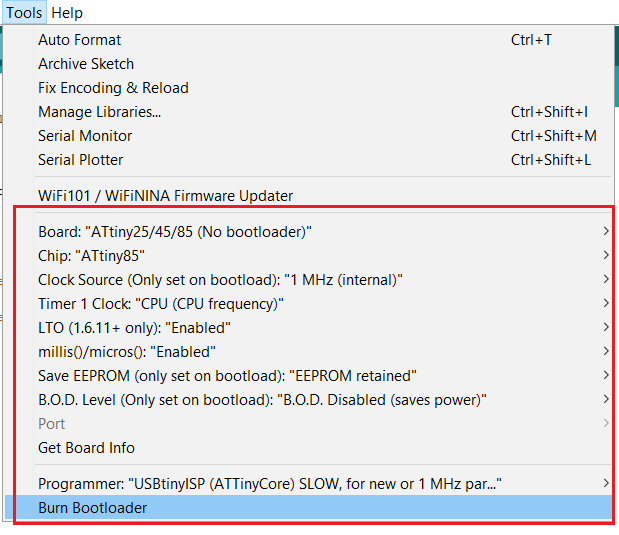 Tools Help
Auto Format Ctrl+T
Archive Sketch
Fix Encoding & Reload
Manage Libraries... Ctrl+Shift+I
Serial Monitor Ctrl+Shift+M
Serial Plotter Ctrl+Shift+L
WiFi101 / WiFiNINA Firmware Updater
Board: "ATtiny25/45/85 (No bootloader)"
Chip: "ATtiny85"
Clock Source (Only set on bootload): "1 MHz (internal)"
Timer 1 Clock: "CPU (CPU frequency)"
LTO (1.6.11+ only): "Enabled"
millis()/micros(): "Enabled"
Save EEPROM (only set on bootload): "EEPROM retained"
B.O.D. Level (Only set on bootload): "B.O.D. Disabled (saves power)"
Port
Get Board Info
Programmer: "USBtinyISP (ATTinyCore) SLOW, for new or 1 MHz par..."
Burn Bootloader